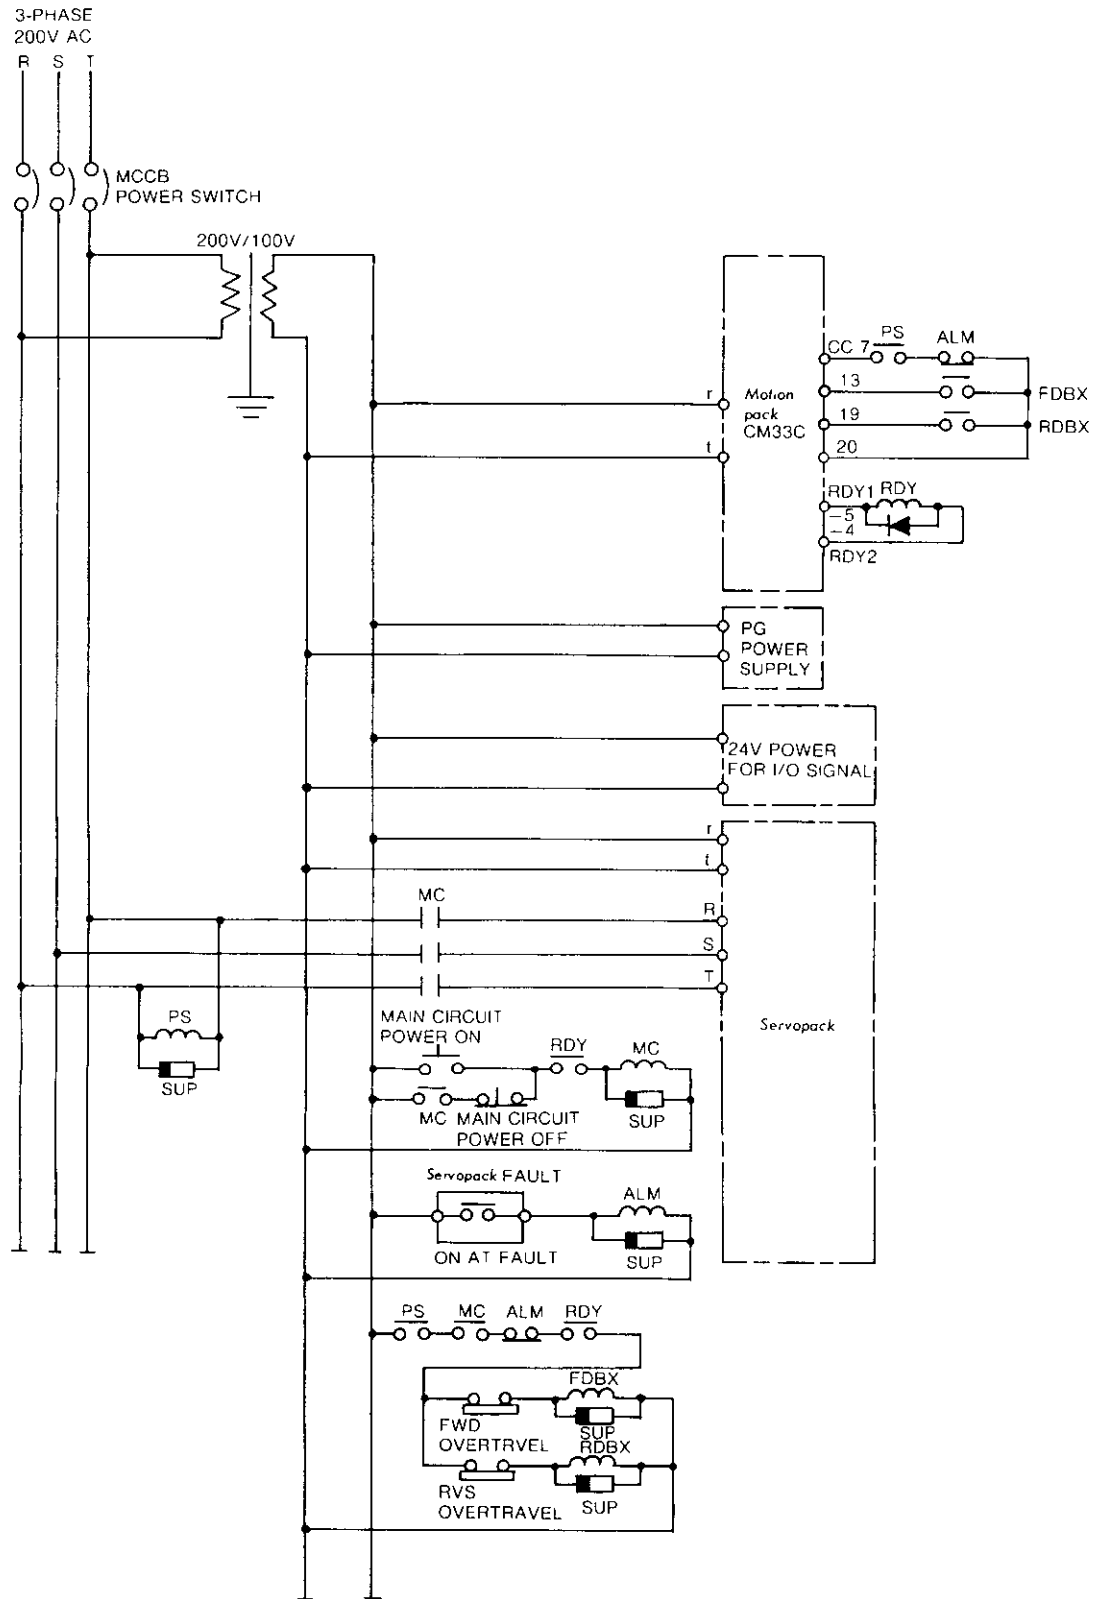 3-PHASE
200V AC
R S T
MCCB
POWER SWITCH
200V/100V
r
t
Motion
pack
CM33C
CC 7
PS
ALM
13
FDBX
19
RDBX
20
RDY1 RDY
—5
—4
RDY2
PG
POWER
SUPPLY
24V POWER
FOR I/O SIGNAL
r
t
MC
R
S
T
Servopack
PS
SUP
MAIN CIRCUIT
POWER ON
RDY
MC
MC MAIN CIRCUIT
POWER OFF
SUP
Servopack FAULT
ALM
ON AT FAULT
SUP
PS MC ALM RDY
FDBX
FWD
OVERTRVEL
SUP
RDBX
RVS
OVERTRAVEL
SUP